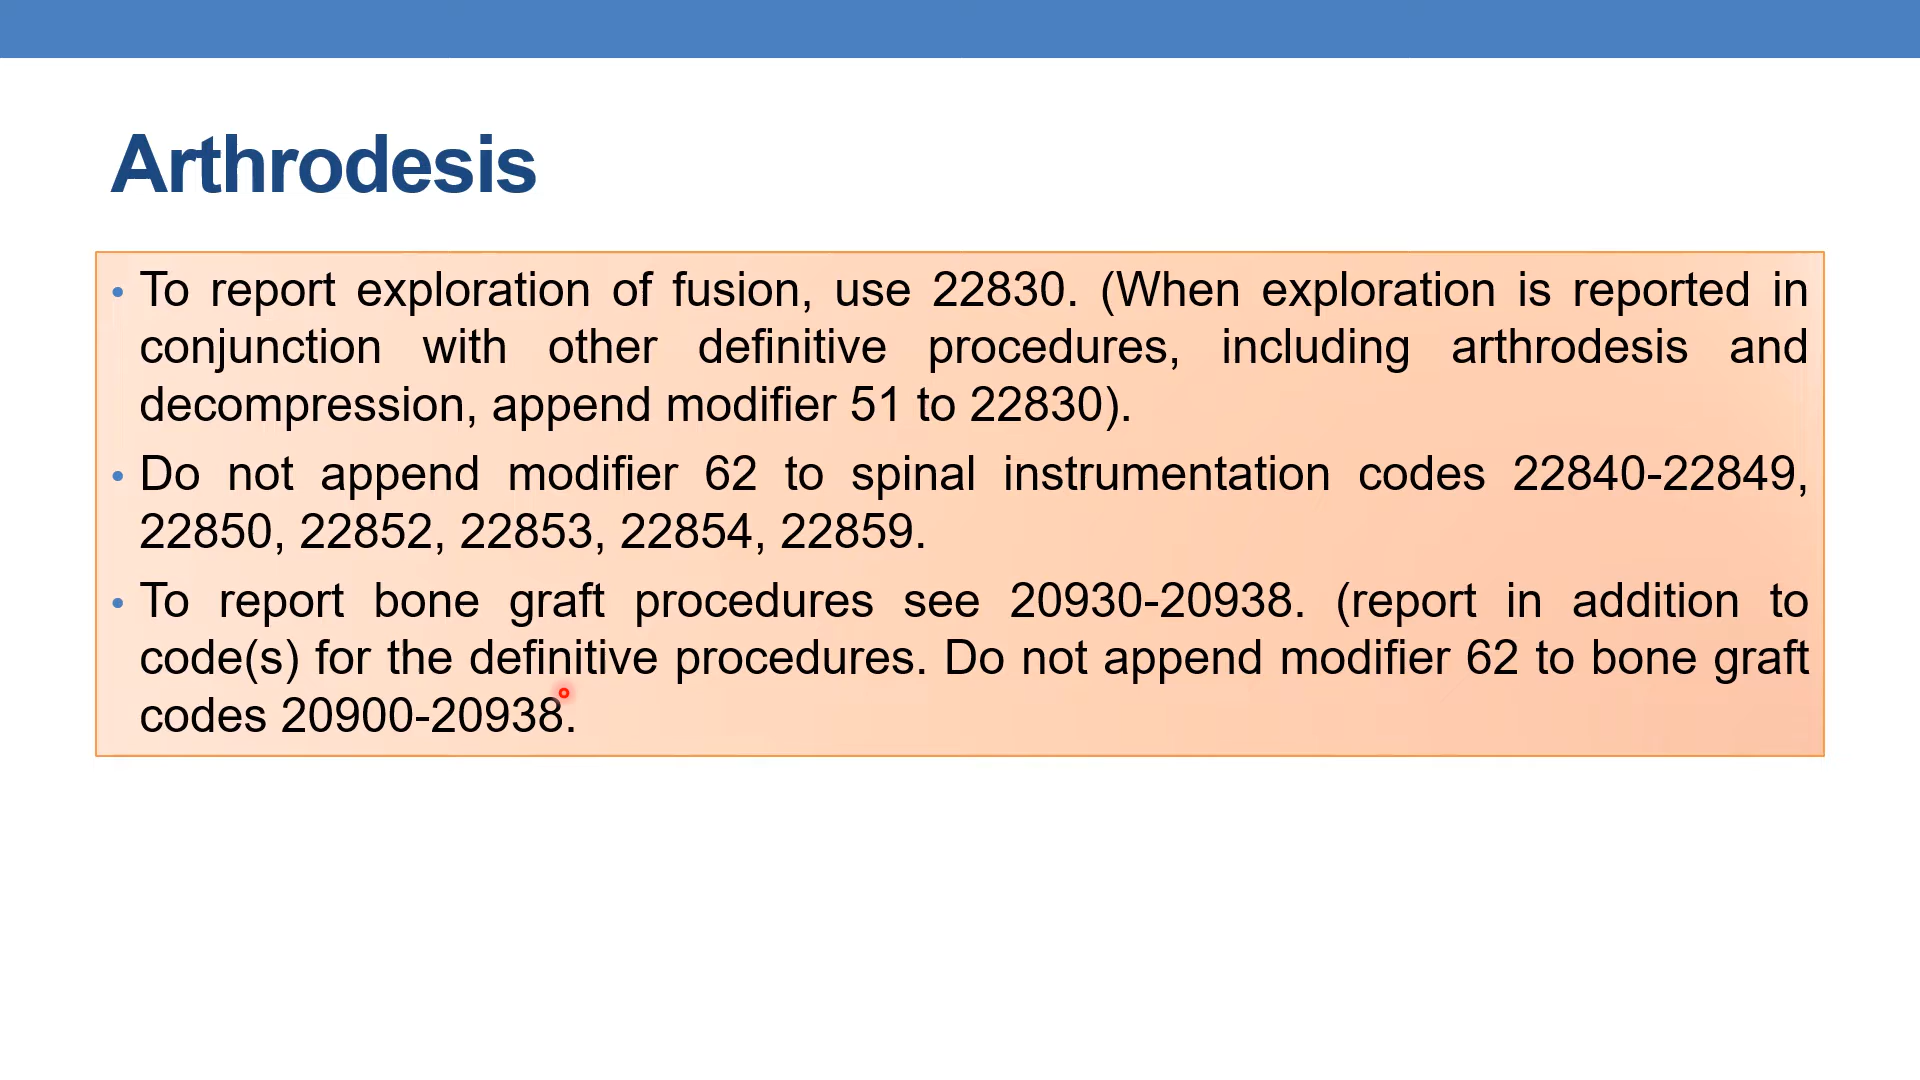 Arthrodesis
• To report exploration of fusion, use 22830. (When exploration is reported in
conjunction with other definitive procedures, including arthrodesis and
decompression, append modifier 51 to 22830).
• Do not append modifier 62 to spinal instrumentation codes 22840-22849,
22850, 22852, 22853, 22854, 22859.
• To report bone graft procedures see 20930-20938. (report in addition to
code(s) for the definitive procedures. Do not append modifier 62 to bone graft
codes 20900-20938.